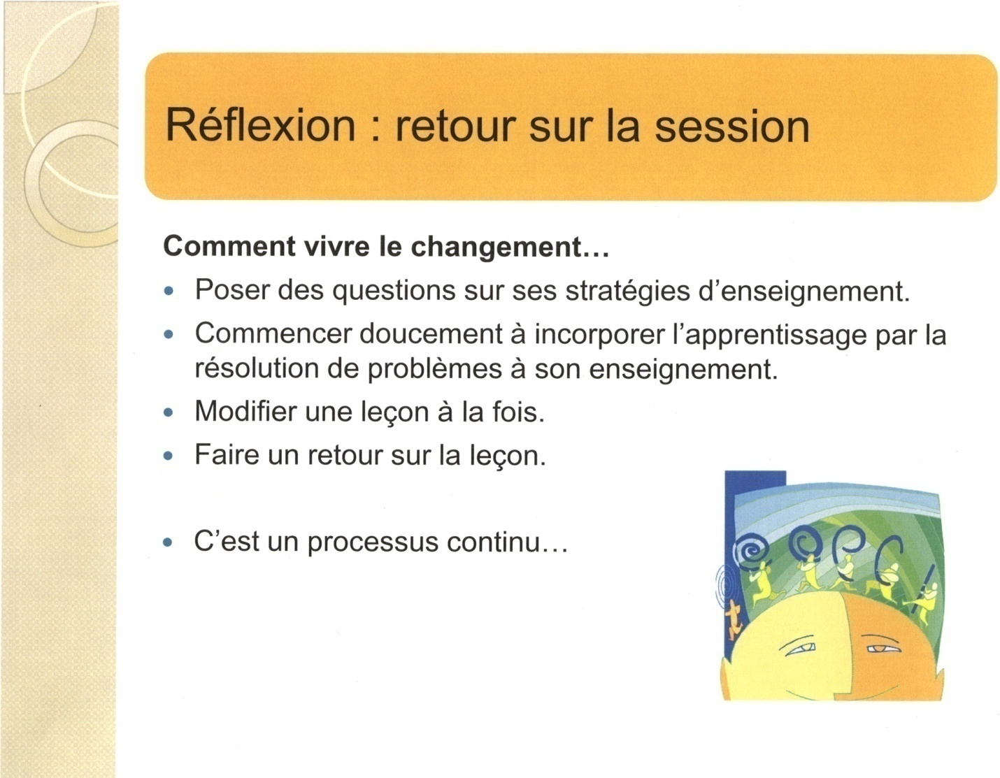 Réflexion : retour sur la session
Comment vivre le changement…
• Poser des questions sur ses stratégies d’enseignement.
• Commencer doucement à incorporer l’apprentissage par la
résolution de problèmes à son enseignement.
• Modifier une leçon à la fois.
• Faire un retour sur la leçon.
• C’est un processus continu…